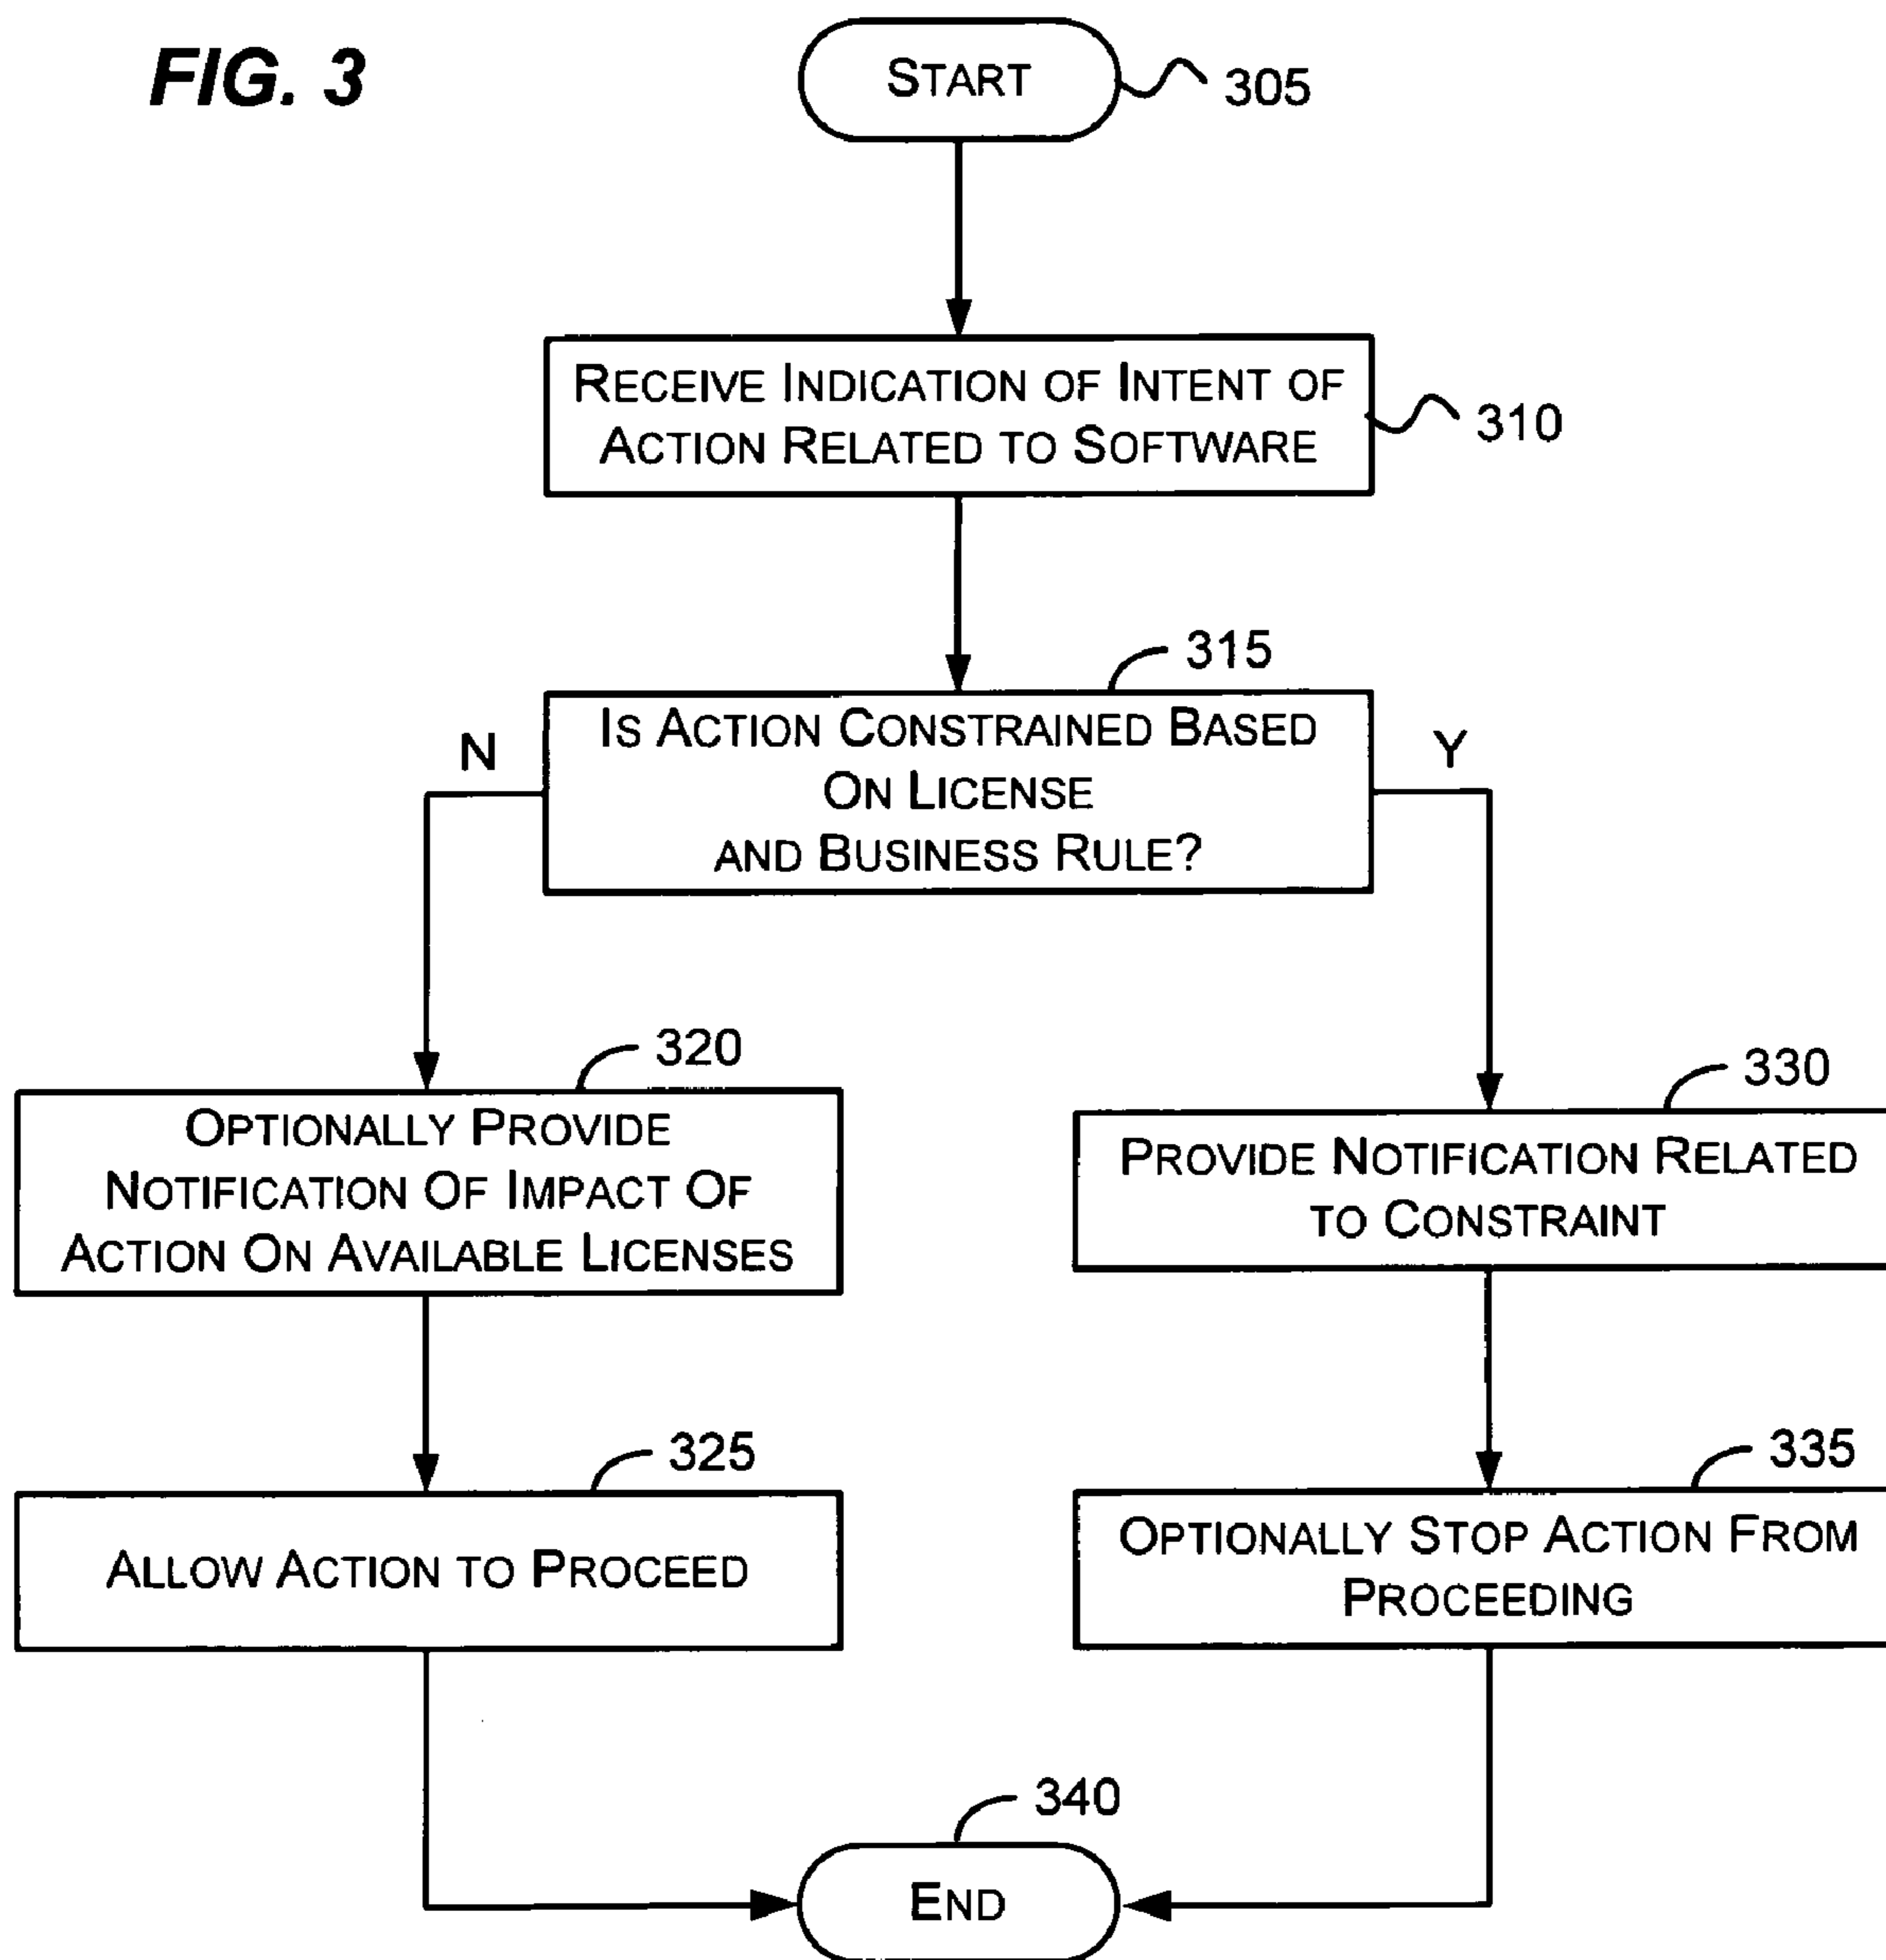 FIG. 3
START
305
RECEIVE INDICATION OF INTENT OF
ACTION RELATED TO SOFTWARE
310
315
IS ACTION CONSTRAINED BASED
ON LICENSE
AND BUSINESS RULE?
N
Y
320
OPTIONALLY PROVIDE
NOTIFICATION OF IMPACT OF
ACTION ON AVAILABLE LICENSES
330
PROVIDE NOTIFICATION RELATED
TO CONSTRAINT
325
ALLOW ACTION TO PROCEED
335
OPTIONALLY STOP ACTION FROM
PROCEEDING
340
END